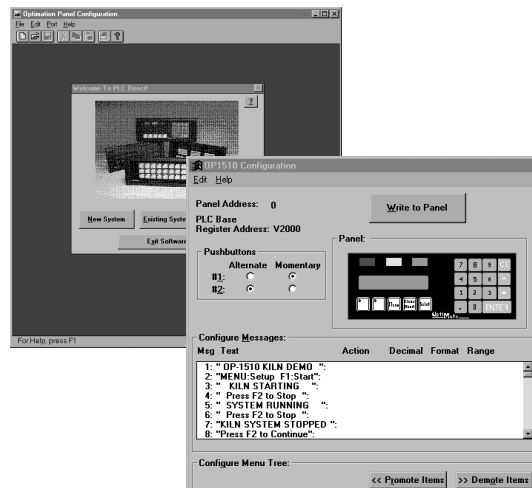 Optimation Panel Configuration
File Edit Port Help
Welcome To PLC Direct!
?
New System Existing Syste
Exit Software
For Help, press F1
OP1510 Configuration
Edit Help
Panel Address: 0
Write to Panel
PLC Base
Register Address: V2000
Pushbuttons
Alternate Momentary
#1:
#2:
Panel:
7 8 9
4 5 6
1 2 3
. 0 ENTER
OptiMate
Configure Messages:
Msg Text Action Decimal Format Range
1: " OP-1510 KILN DEMO ":
2: "MENU:Setup F1:Start":
3: " KILN STARTING ":
4: " Press F2 to Stop ":
5: " SYSTEM RUNNING ":
6: " Press F2 to Stop ":
7: "KILN SYSTEM STOPPED ":
8: "Press F2 to Continue":
Configure Menu Tree:
<< Promote Items >> Demote Items